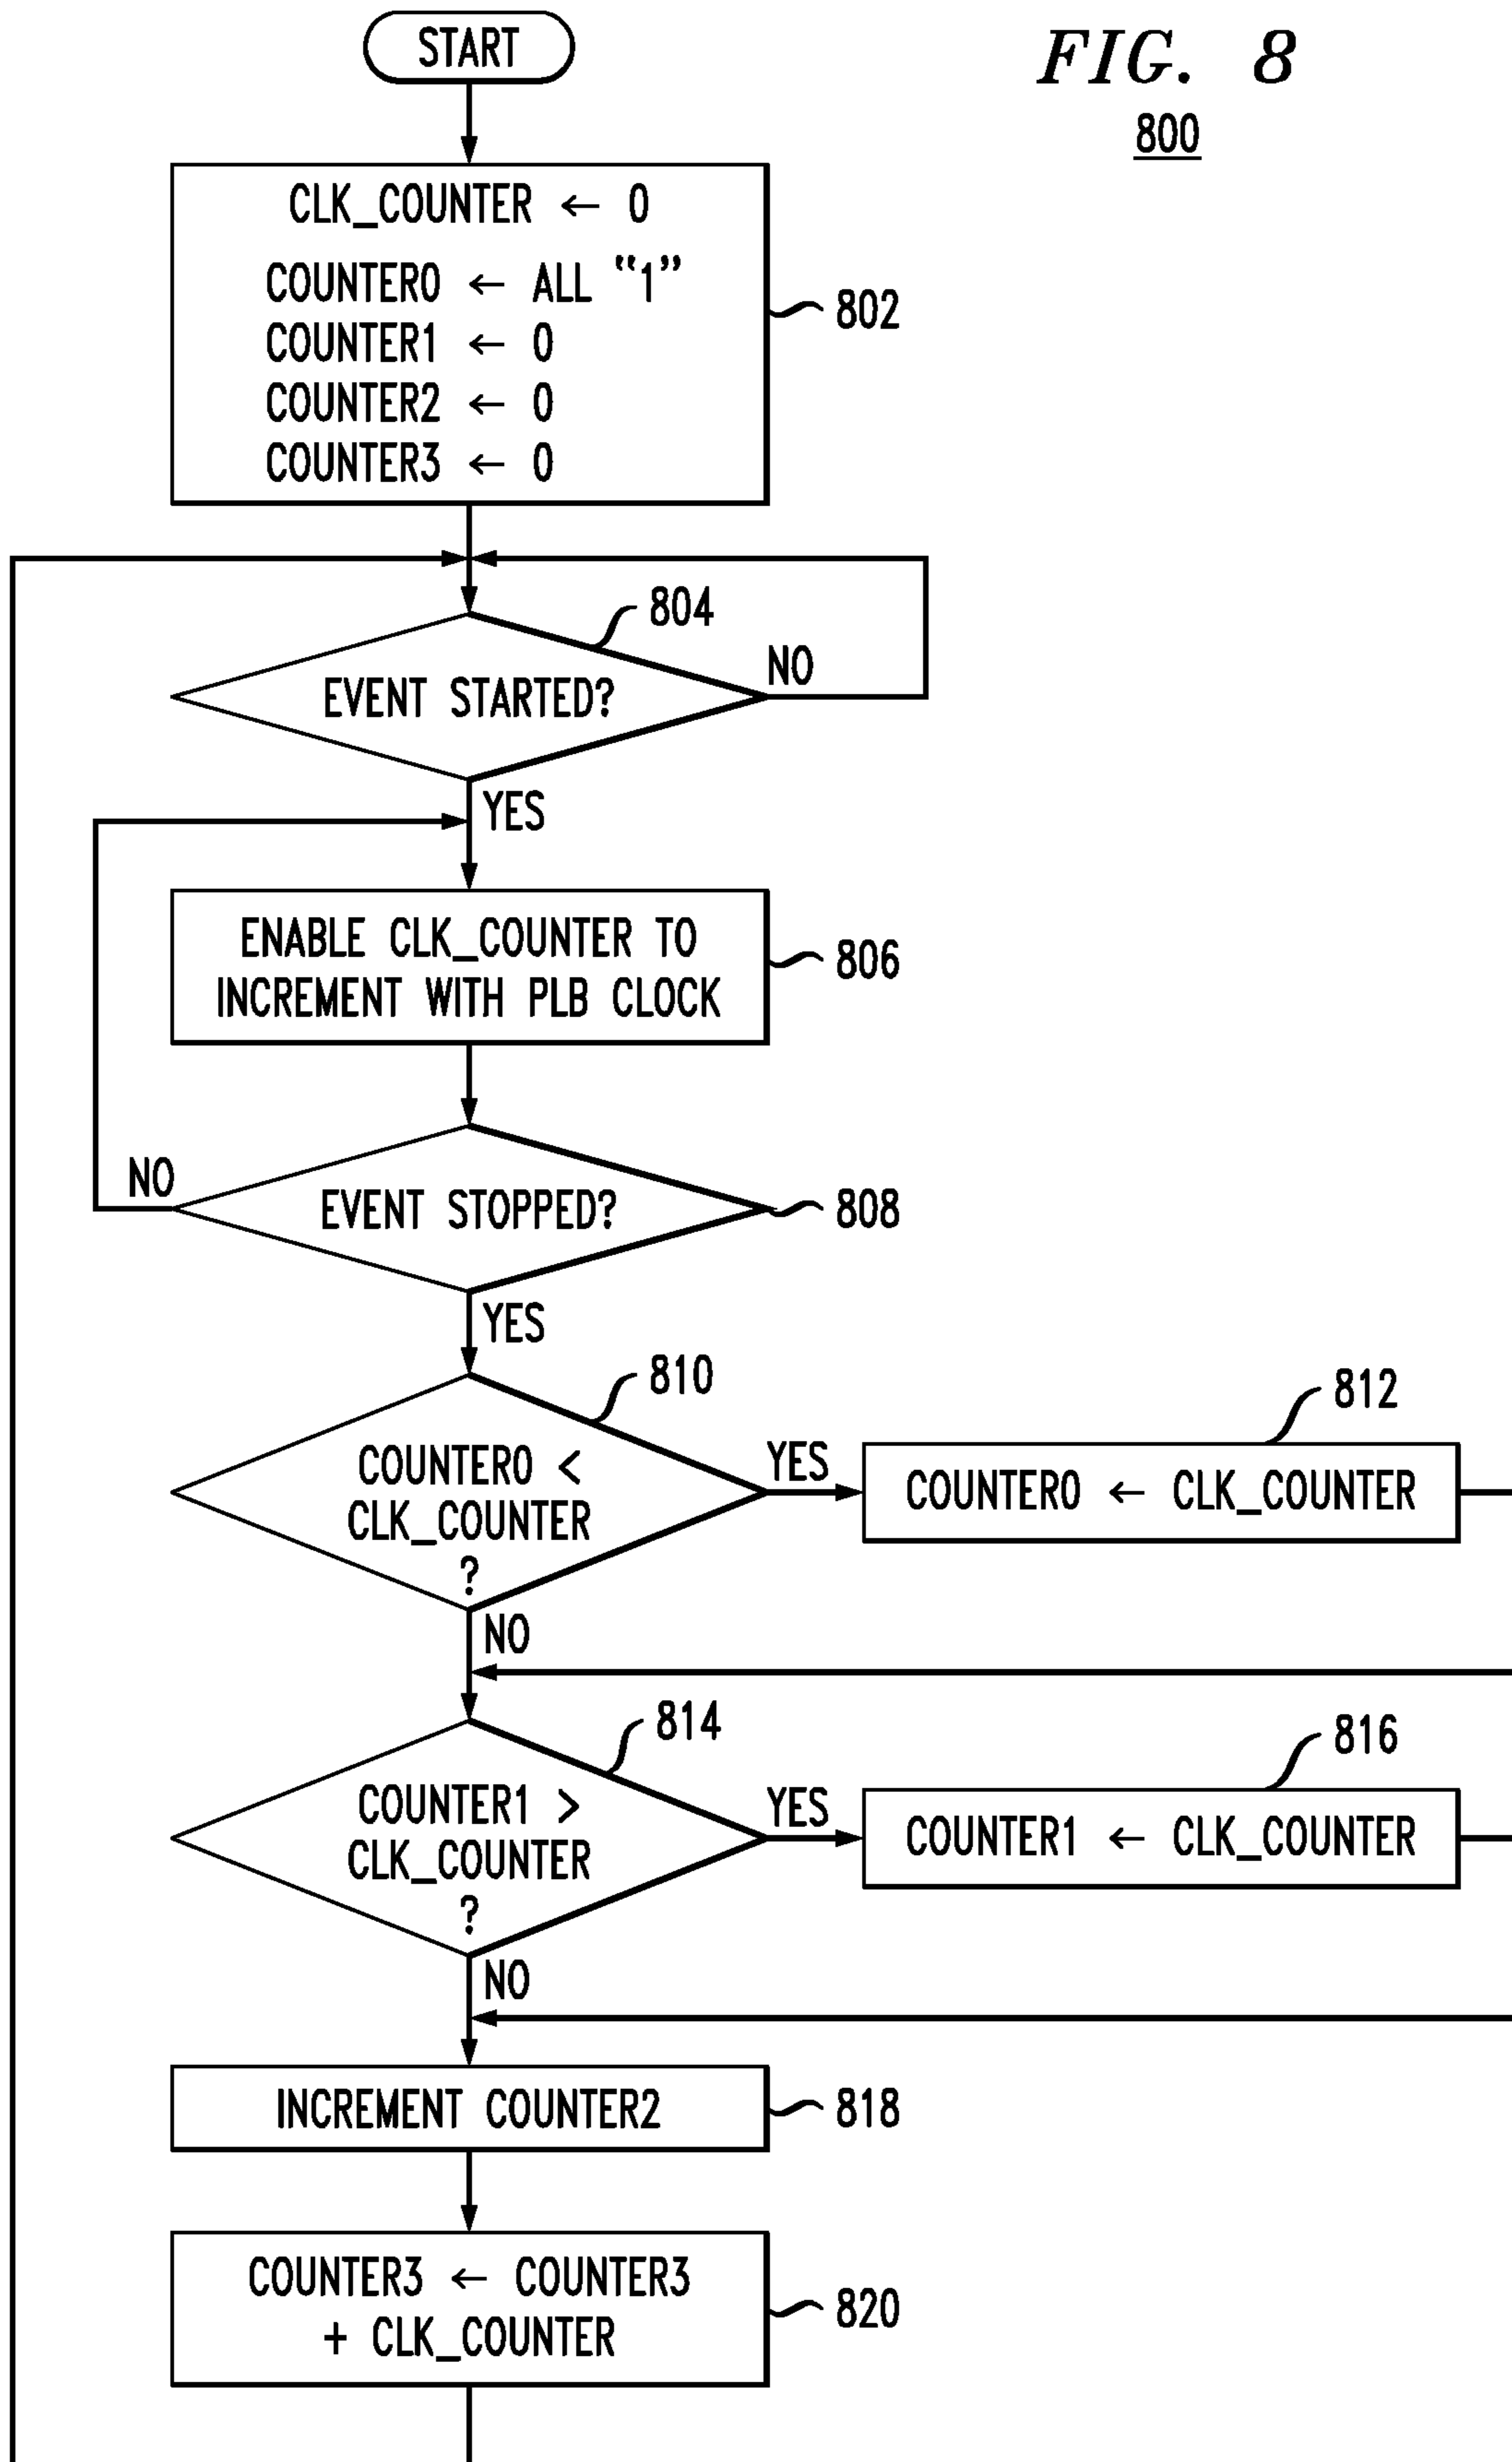 START
FIG. 8
800
CLK_COUNTER ← 0
COUNTER0 ← ALL “1”
COUNTER1 ← 0
COUNTER2 ← 0
COUNTER3 ← 0
802
804
EVENT STARTED?
NO
YES
ENABLE CLK_COUNTER TO
INCREMENT WITH PLB CLOCK
806
NO
EVENT STOPPED?
808
YES
810
COUNTER0 <
CLK_COUNTER
?
YES
812
COUNTER0 ← CLK_COUNTER
NO
814
COUNTER1 >
CLK_COUNTER
?
YES
816
COUNTER1 ← CLK_COUNTER
NO
INCREMENT COUNTER2
818
COUNTER3 ← COUNTER3
+ CLK_COUNTER
820